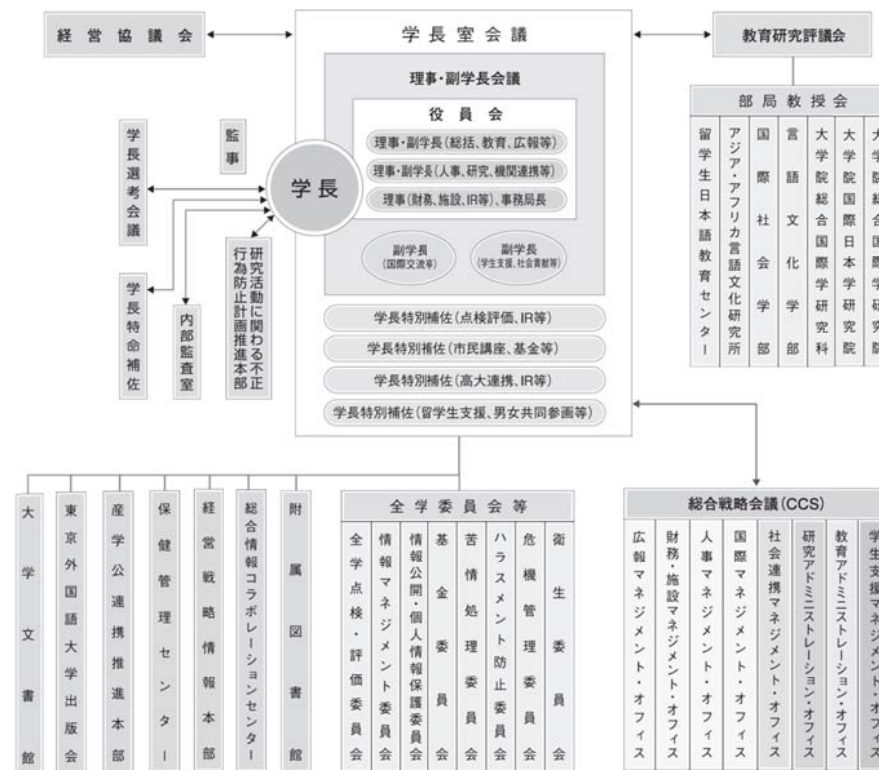 経営協議会
学長室会議
教育研究評議会
理事・副学長会議
役員会
理事・副学長(総括、教育、広報等)
理事・副学長(人事、研究、機関連携等)
理事(財務、施設、IR等)、事務局長
学長
副学長
(国際交流等)
副学長
(学生支援、社会貢献等)
学長特別補佐(点検評価、IR等)
学長特別補佐(市民講座、基金等)
学長特別補佐(高大連携、IR等)
学長特別補佐(留学生支援、男女共同参画等)
監事
学長選考会議
学長特命補佐
内部監査室
研究活動に関わる不正
行為防止計画推進本部
部局教授会
大学院総合国際学研究院
大学院国際日本学研究院
大学院総合国際学研究科
言語文化学部
国際社会学部
アジア・アフリカ言語文化研究所
留学生日本語教育センター
大学文書館
東京外国語大学出版会
産学公連携推進本部
保健管理センター
経営戦略情報本部
総合情報コラボレーションセンター
附属図書館
全学委員会等
全学点検・評価委員会
情報マネジメント委員会
情報公開・個人情報保護委員会
基金委員会
苦情処理委員会
ハラスメント防止委員会
危機管理委員会
衛生委員会
総合戦略会議(CCS)
広報マネジメント・オフィス
財務・施設マネジメント・オフィス
人事マネジメント・オフィス
国際マネジメント・オフィス
社会連携マネジメント・オフィス
研究アドミニストレーション・オフィス
教育アドミニストレーション・オフィス
学生支援マネジメント・オフィス